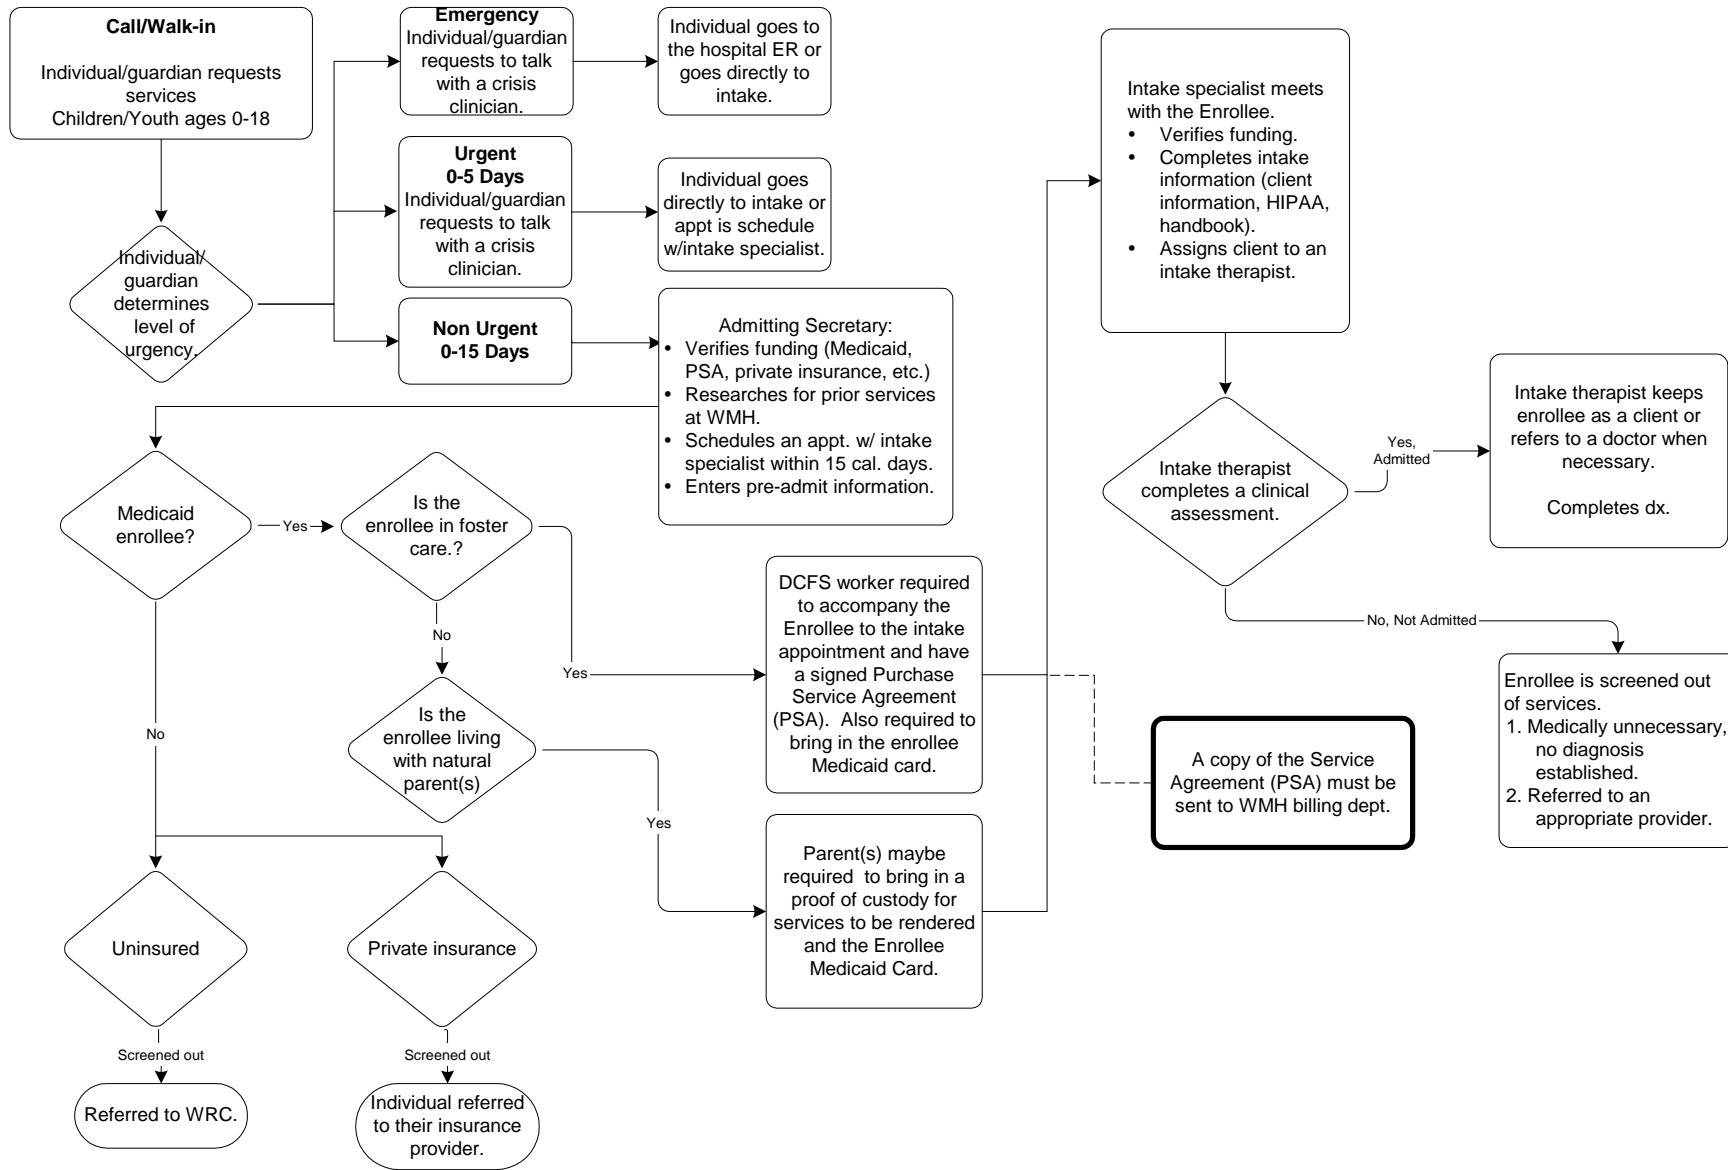 Call/Walk-in
Individual/guardian requests
services
Children/Youth ages 0-18
Individual/
guardian
determines
level of
urgency.
Emergency
Individual/guardian
requests to talk
with a crisis
clinician.
Individual goes to
the hospital ER or
goes directly to
intake.
Urgent
0-5 Days
Individual/guardian
requests to talk
with a crisis
clinician.
Individual goes
directly to intake or
appt is schedule
w/intake specialist.
Non Urgent
0-15 Days
Admitting Secretary:
• Verifies funding (Medicaid,
PSA, private insurance, etc.)
• Researches for prior services
at WMH.
• Schedules an appt. w/ intake
specialist within 15 cal. days.
• Enters pre-admit information.
Medicaid
enrollee?
Yes
Is the
enrollee in foster
care.?
No
Yes
Is the
enrollee living
with natural
parent(s)
Yes
No
DCFS worker required
to accompany the
Enrollee to the intake
appointment and have
a signed Purchase
Service Agreement
(PSA).  Also required to
bring in the enrollee
Medicaid card.
Parent(s) maybe
required  to bring in a
proof of custody for
services to be rendered
and the Enrollee
Medicaid Card.
A copy of the Service
Agreement (PSA) must be
sent to WMH billing dept.
Uninsured
Private insurance
Screened out
Screened out
Referred to WRC.
Individual referred
to their insurance
provider.
Intake specialist meets
with the Enrollee.
• Verifies funding.
• Completes intake
information (client
information, HIPAA,
handbook).
• Assigns client to an
intake therapist.
Intake therapist
completes a clinical
assessment.
Yes,
Admitted
Intake therapist keeps
enrollee as a client or
refers to a doctor when
necessary.
Completes dx.
No, Not Admitted
Enrollee is screened out
of services.
1. Medically unnecessary,
no diagnosis
established.
2. Referred to an
appropriate provider.